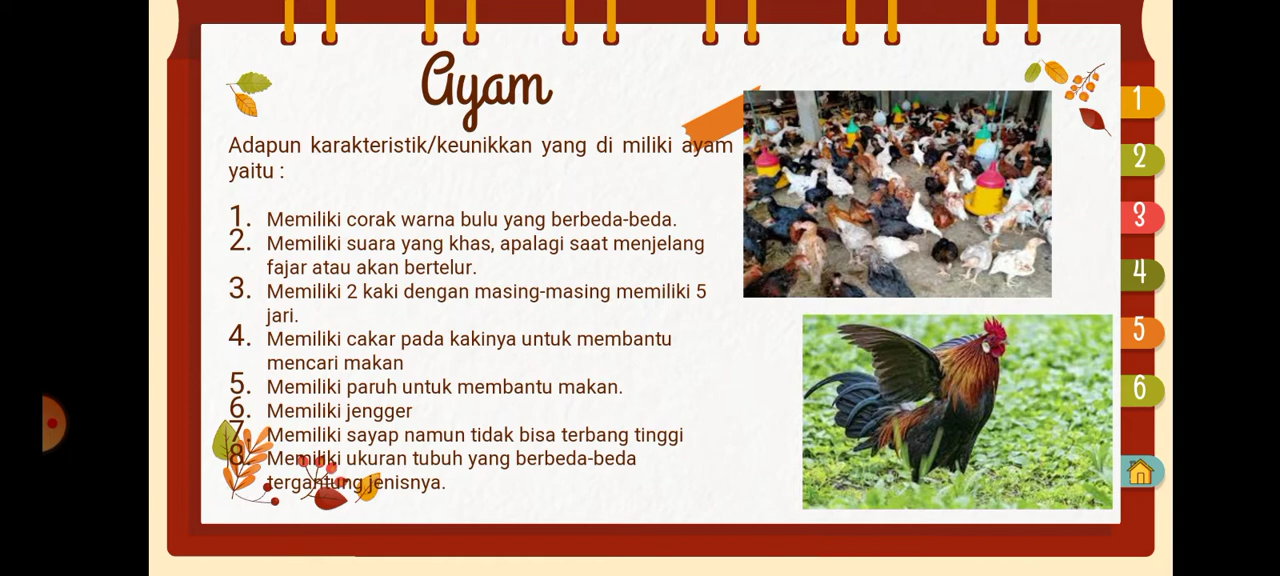 Ayam
Adapun karakteristik/keunikkan yang di miliki ayam
yaitu :
1. Memiliki corak warna bulu yang berbeda-beda.
2. Memiliki suara yang khas, apalagi saat menjelang
fajar atau akan bertelur.
3. Memiliki 2 kaki dengan masing-masing memiliki 5
jari.
4. Memiliki cakar pada kakinya untuk membantu
mencari makan
5. Memiliki paruh untuk membantu makan.
6. Memiliki jengger
7. Memiliki sayap namun tidak bisa terbang tinggi
8. Memiliki ukuran tubuh yang berbeda-beda
tergantung jenisnya.
1
2
3
4
5
6